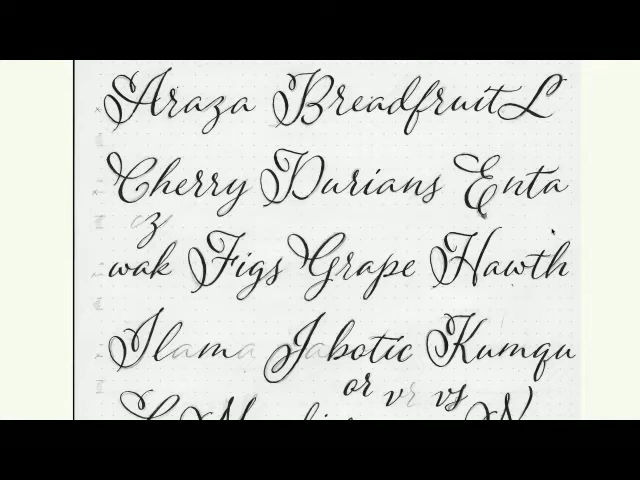 Araza Breadfruit L
Cherry Durians Enta
z
wak Figs Grape Hawth
Ilama Jabotic Kumqu
or vr vs